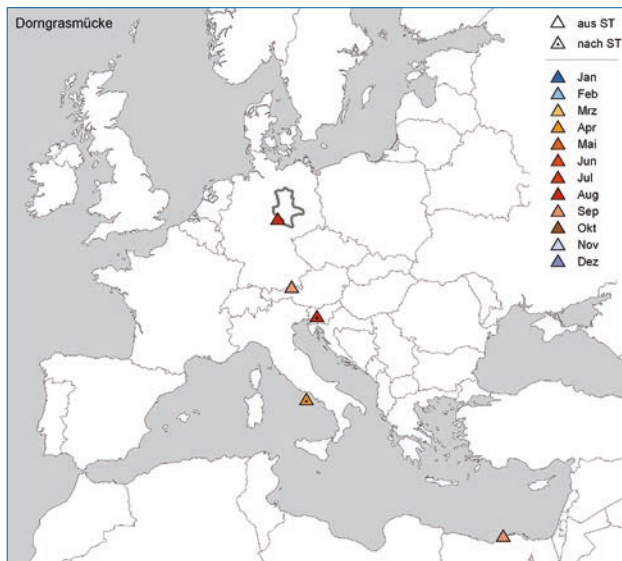 Dorngrasmücke
aus ST
nach ST
Jan
Feb
Mrz
Apr
Mai
Jun
Jul
Aug
Sep
Okt
Nov
Dez